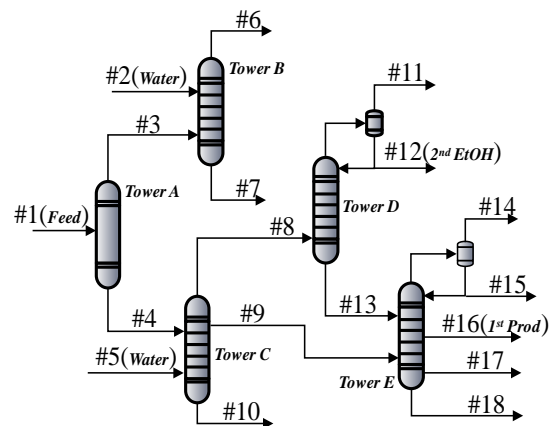 #6
Tower B
#2(Water)
#11
#3
#12(2nd EtOH)
#7
Tower A
#1(Feed)
#8
Tower D
#14
#13
#15
#4
#9
#16(1st Prod)
#5(Water)
Tower C
#17
Tower E
#10
#18